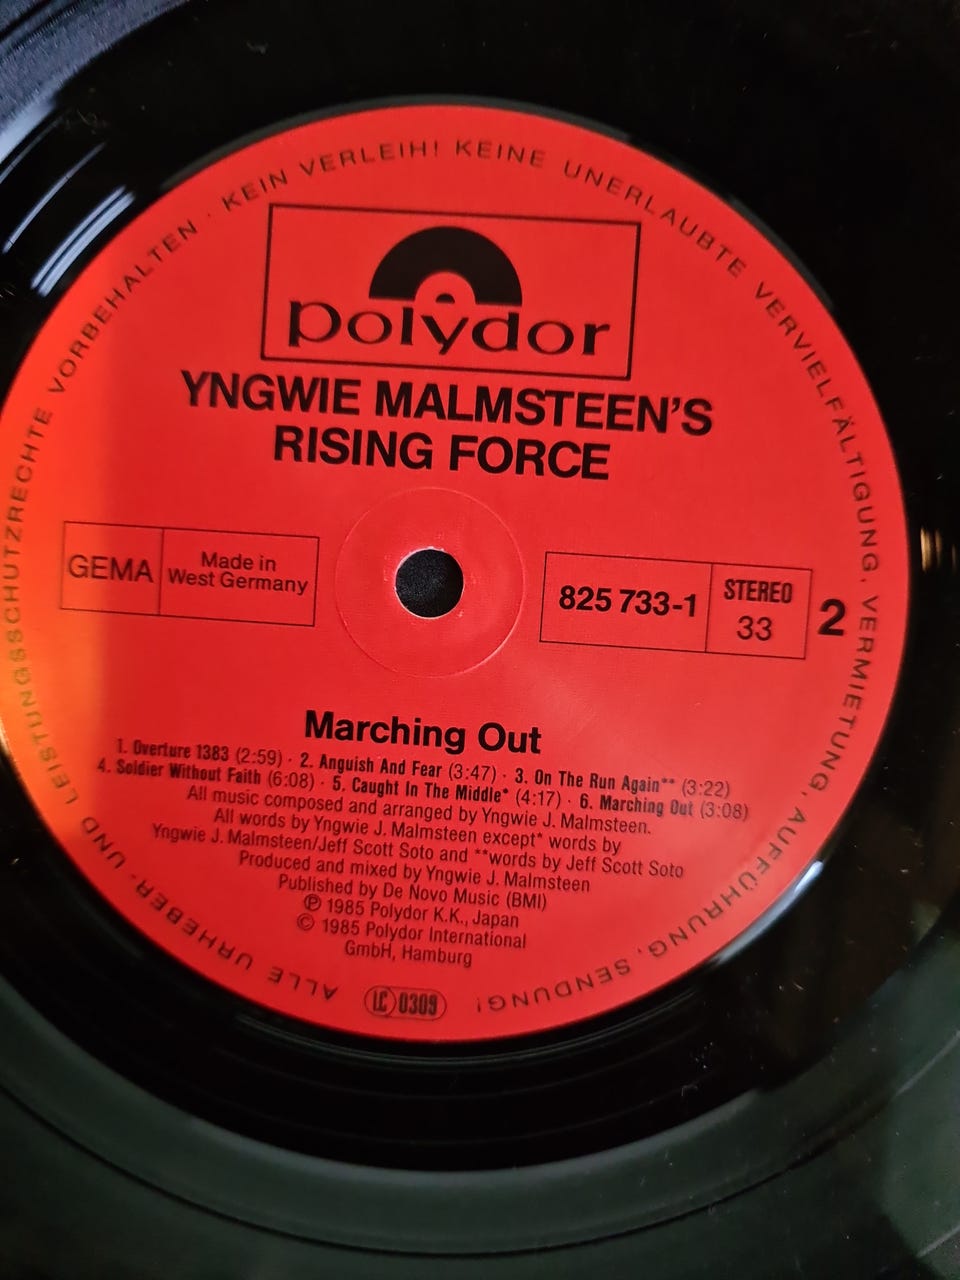 ALLE URHEBER- UND LEISTUNGSSCHUTZRECHTE VORBEHALTEN · KEIN VERLEIH! KEINE UNERLAUBTE VERVIELFÄLTIGUNG, VERMIETUNG, AUFFÜHRUNG, SENDUNG!
polydor
YNGWIE MALMSTEEN'S
RISING FORCE
GEMA
Made in
West Germany
825 733-1
STEREO
33
2
Marching Out
1. Overture 1383 (2:59) · 2. Anguish And Fear (3:47) · 3. On The Run Again** (3:22)
4. Soldier Without Faith (6:08) · 5. Caught In The Middle* (4:17) · 6. Marching Out (3:08)
All music composed and arranged by Yngwie J. Malmsteen.
All words by Yngwie J. Malmsteen except* words by
Yngwie J. Malmsteen/Jeff Scott Soto and **words by Jeff Scott Soto
Produced and mixed by Yngwie J. Malmsteen
Published by De Novo Music (BMI)
℗ 1985 Polydor K.K., Japan
© 1985 Polydor International
GmbH, Hamburg
LC 0309